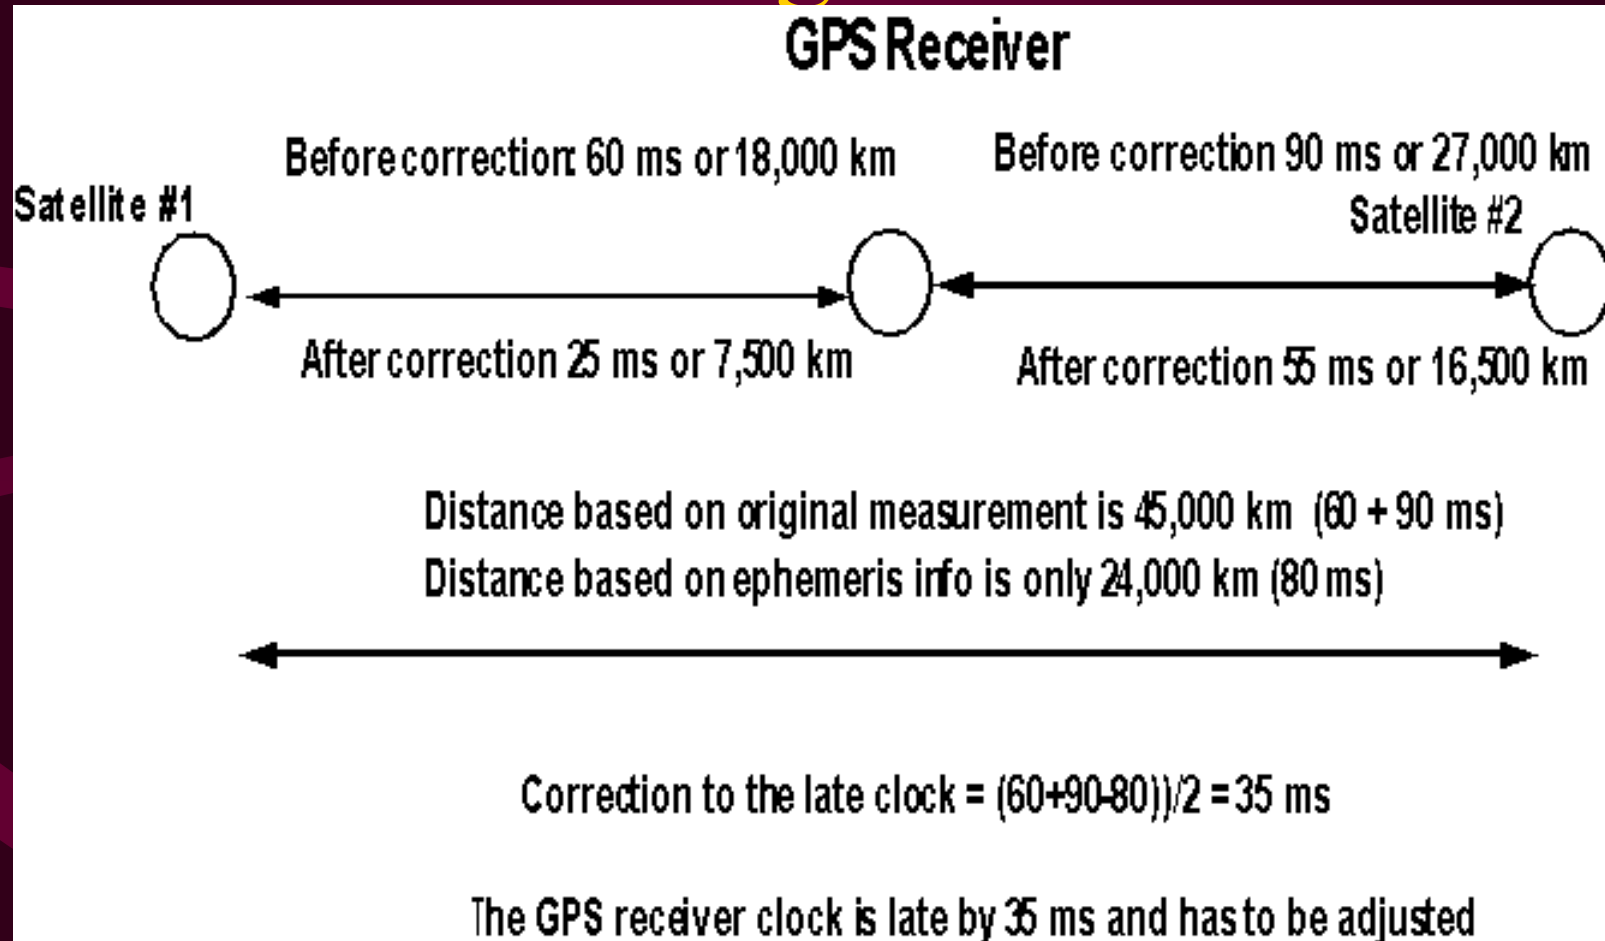 GPS Receiver
Before correction: 60 ms or 18,000 km
Before correction 90 ms or 27,000 km
Satellite #1
Satellite #2
After correction 25 ms or 7,500 km
After correction 55 ms or 16,500 km
Distance based on original measurement is 45,000 km (60 + 90 ms)
Distance based on ephemeris info is only 24,000 km (80 ms)
Correction to the late clock = (60+90-80))/2 = 35 ms
The GPS receiver clock is late by 35 ms and has to be adjusted